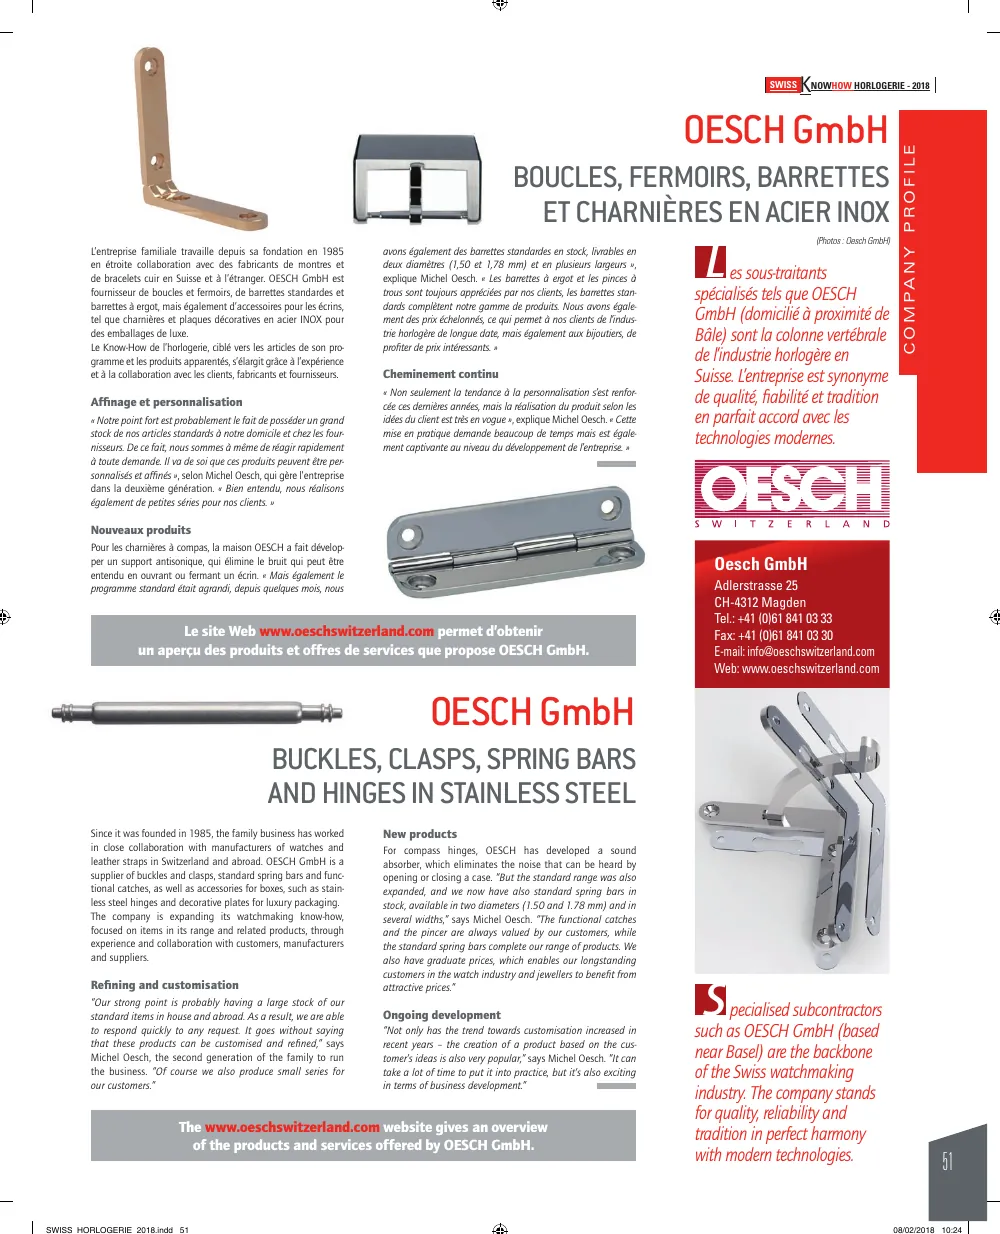 SWISS KNOWHOW HORLOGERIE - 2018
COMPANY PROFILE
OESCH GmbH
BOUCLES, FERMOIRS, BARRETTES
ET CHARNIÈRES EN ACIER INOX
(Photos : Oesch GmbH)
L'entreprise familiale travaille depuis sa fondation en 1985
en étroite collaboration avec des fabricants de montres et
de bracelets cuir en Suisse et à l'étranger. OESCH GmbH est
fournisseur de boucles et fermoirs, de barrettes standardes et
barrettes à ergot, mais également d'accessoires pour les écrins,
tel que charnières et plaques décoratives en acier INOX pour
des emballages de luxe.
Le Know-How de l'horlogerie, ciblé vers les articles de son pro-
gramme et les produits apparentés, s'élargit grâce à l'expérience
et à la collaboration avec les clients, fabricants et fournisseurs.
Affinage et personnalisation
« Notre point fort est probablement le fait de posséder un grand
stock de nos articles standards à notre domicile et chez les four-
nisseurs. De ce fait, nous sommes à même de réagir rapidement
à toute demande. Il va de soi que ces produits peuvent être per-
sonnalisés et affinés », selon Michel Oesch, qui gère l'entreprise
dans la deuxième génération. « Bien entendu, nous réalisons
également de petites séries pour nos clients. »
Nouveaux produits
Pour les charnières à compas, la maison OESCH a fait dévelop-
per un support antisonique, qui élimine le bruit qui peut être
entendu en ouvrant ou fermant un écrin. « Mais également le
programme standard était agrandi, depuis quelques mois, nous
avons également des barrettes standardes en stock, livrables en
deux diamètres (1,50 et 1,78 mm) et en plusieurs largeurs »,
explique Michel Oesch. « Les barrettes à ergot et les pinces à
trous sont toujours appréciées par nos clients, les barrettes stan-
dards complètent notre gamme de produits. Nous avons égale-
ment des prix échelonnés, ce qui permet à nos clients de l'indus-
trie horlogère de longue date, mais également aux bijoutiers, de
profiter de prix intéressants. »
Cheminement continu
« Non seulement la tendance à la personnalisation s'est renfor-
cée ces dernières années, mais la réalisation du produit selon les
idées du client est très en vogue », explique Michel Oesch. « Cette
mise en pratique demande beaucoup de temps mais est égale-
ment captivante au niveau du développement de l'entreprise. »
Les sous-traitants
spécialisés tels que OESCH
GmbH (domicilié à proximité de
Bâle) sont la colonne vertébrale
de l'industrie horlogère en
Suisse. L'entreprise est synonyme
de qualité, fiabilité et tradition
en parfait accord avec les
technologies modernes.
OESCH
SWITZERLAND
Oesch GmbH
Adlerstrasse 25
CH-4312 Magden
Tel.: +41 (0)61 841 03 33
Fax: +41 (0)61 841 03 30
E-mail: info@oeschswitzerland.com
Web: www.oeschswitzerland.com
Le site Web www.oeschswitzerland.com permet d'obtenir
un aperçu des produits et offres de services que propose OESCH GmbH.
OESCH GmbH
BUCKLES, CLASPS, SPRING BARS
AND HINGES IN STAINLESS STEEL
Since it was founded in 1985, the family business has worked
in close collaboration with manufacturers of watches and
leather straps in Switzerland and abroad. OESCH GmbH is a
supplier of buckles and clasps, standard spring bars and func-
tional catches, as well as accessories for boxes, such as stain-
less steel hinges and decorative plates for luxury packaging.
The company is expanding its watchmaking know-how,
focused on items in its range and related products, through
experience and collaboration with customers, manufacturers
and suppliers.
Refining and customisation
"Our strong point is probably having a large stock of our
standard items in house and abroad. As a result, we are able
to respond quickly to any request. It goes without saying
that these products can be customised and refined," says
Michel Oesch, the second generation of the family to run
the business. "Of course we also produce small series for
our customers."
New products
For compass hinges, OESCH has developed a sound
absorber, which eliminates the noise that can be heard by
opening or closing a case. "But the standard range was also
expanded, and we now have also standard spring bars in
stock, available in two diameters (1.50 and 1.78 mm) and in
several widths," says Michel Oesch. "The functional catches
and the pincer are always valued by our customers, while
the standard spring bars complete our range of products. We
also have graduate prices, which enables our longstanding
customers in the watch industry and jewellers to benefit from
attractive prices."
Ongoing development
"Not only has the trend towards customisation increased in
recent years – the creation of a product based on the cus-
tomer's ideas is also very popular," says Michel Oesch. "It can
take a lot of time to put it into practice, but it's also exciting
in terms of business development."
The www.oeschswitzerland.com website gives an overview
of the products and services offered by OESCH GmbH.
Specialised subcontractors
such as OESCH GmbH (based
near Basel) are the backbone
of the Swiss watchmaking
industry. The company stands
for quality, reliability and
tradition in perfect harmony
with modern technologies.
51
SWISS HORLOGERIE 2018.indd 51
08/02/2018 10:24